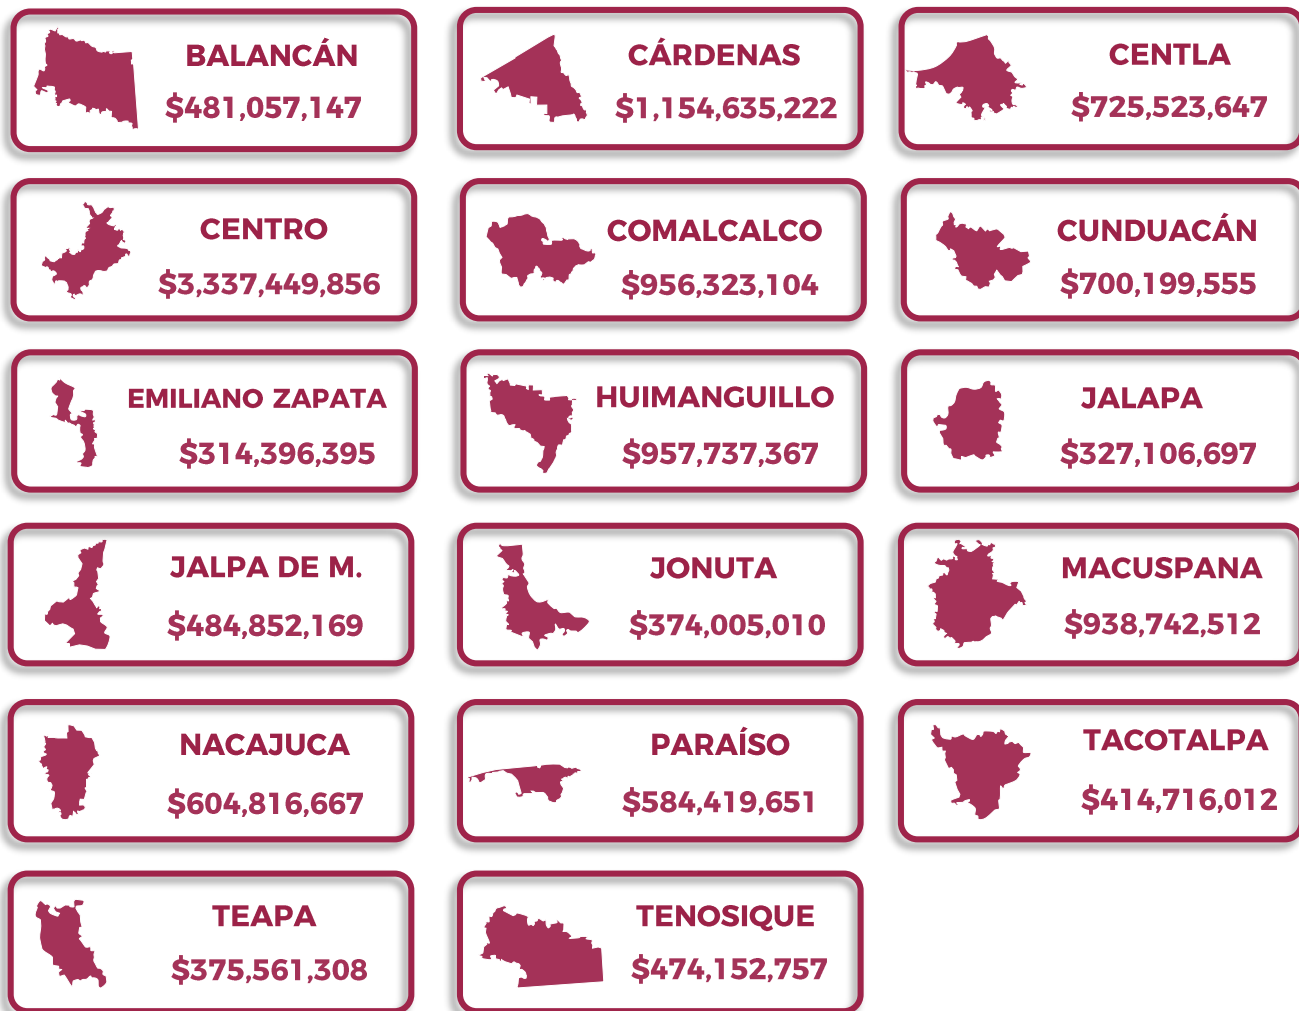 BALANCÁN
$481,057,147
CÁRDENAS
$1,154,635,222
CENTLA
$725,523,647
CENTRO
$3,337,449,856
COMALCALCO
$956,323,104
CUNDUACÁN
$700,199,555
EMILIANO ZAPATA
$314,396,395
HUIMANGUILLO
$957,737,367
JALAPA
$327,106,697
JALPA DE M.
$484,852,169
JONUTA
$374,005,010
MACUSPANA
$938,742,512
NACAJUCA
$604,816,667
PARAÍSO
$584,419,651
TACOTALPA
$414,716,012
TEAPA
$375,561,308
TENOSIQUE
$474,152,757